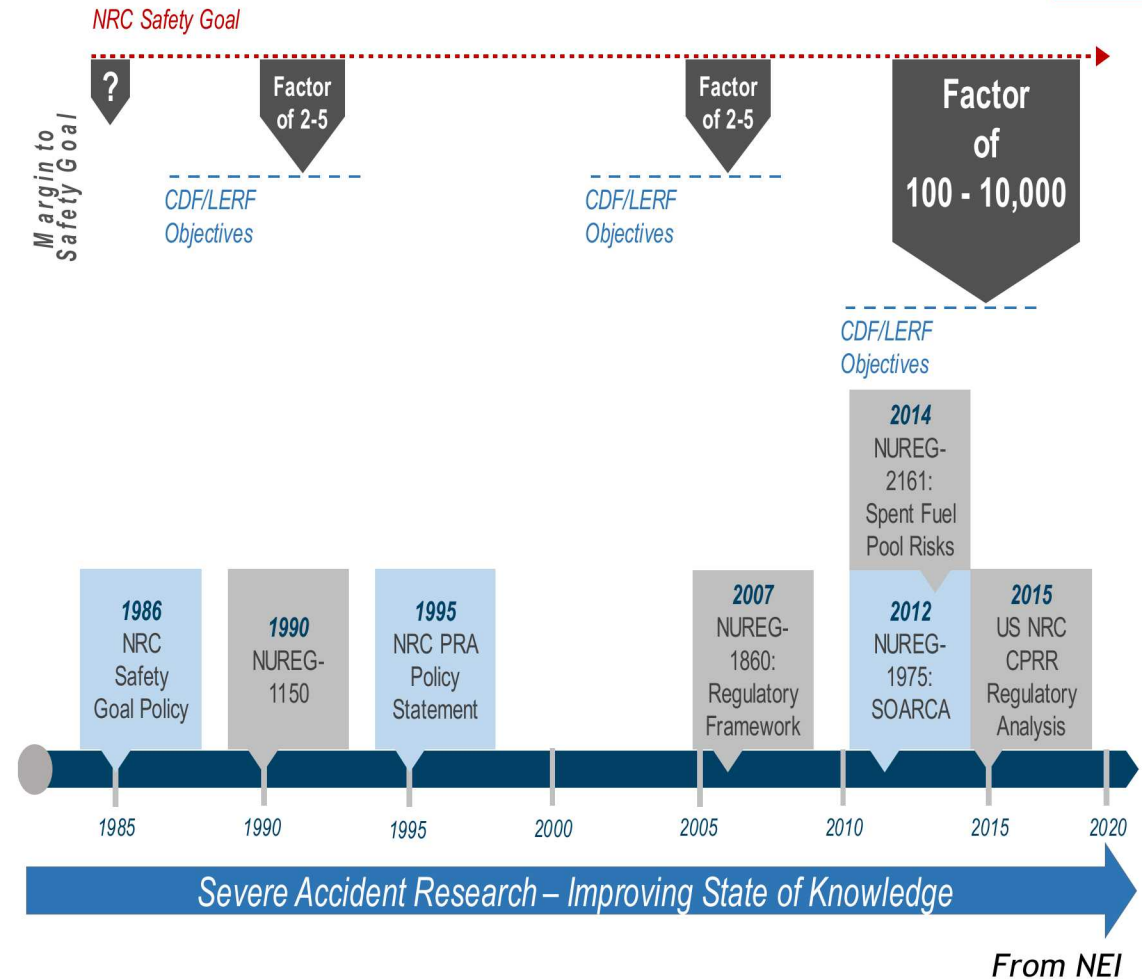 NRC Safety Goal
Margin to
Safety Goal
?
Factor
of 2-5
CDF/LERF
Objectives
Factor
of 2-5
CDF/LERF
Objectives
Factor
of
100 - 10,000
CDF/LERF
Objectives
2014
NUREG-
2161:
Spent Fuel
Pool Risks
1986
NRC
Safety
Goal Policy
1990
NUREG-
1150
1995
NRC PRA
Policy
Statement
2007
NUREG-
1860:
Regulatory
Framework
2012
NUREG-
1975:
SOARCA
2015
US NRC
CPRR
Regulatory
Analysis
1985
1990
1995
2000
2005
2010
2015
2020
Severe Accident Research – Improving State of Knowledge
From NEI